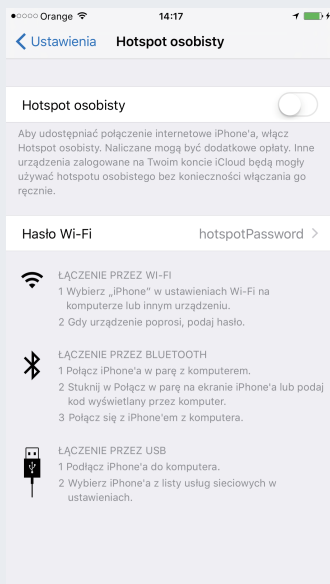 Orange 14:17
Ustawienia Hotspot osobisty
Hotspot osobisty
Aby udostępniać połączenie internetowe iPhone'a, włącz
Hotspot osobisty. Naliczane mogą być dodatkowe opłaty. Inne
urządzenia zalogowane na Twoim koncie iCloud będą mogły
używać hotspotu osobistego bez konieczności włączania go
ręcznie.
Hasło Wi-Fi hotspotPassword
ŁĄCZENIE PRZEZ WI-FI
1 Wybierz „iPhone” w ustawieniach Wi-Fi na
komputerze lub innym urządzeniu.
2 Gdy urządzenie poprosi, podaj hasło.
ŁĄCZENIE PRZEZ BLUETOOTH
1 Połącz iPhone'a w parę z komputerem.
2 Stuknij w Połącz w parę na ekranie iPhone'a lub podaj
kod wyświetlany przez komputer.
3 Połącz się z iPhone'em z komputera.
ŁĄCZENIE PRZEZ USB
1 Podłącz iPhone'a do komputera.
2 Wybierz iPhone'a z listy usług sieciowych w
ustawieniach.